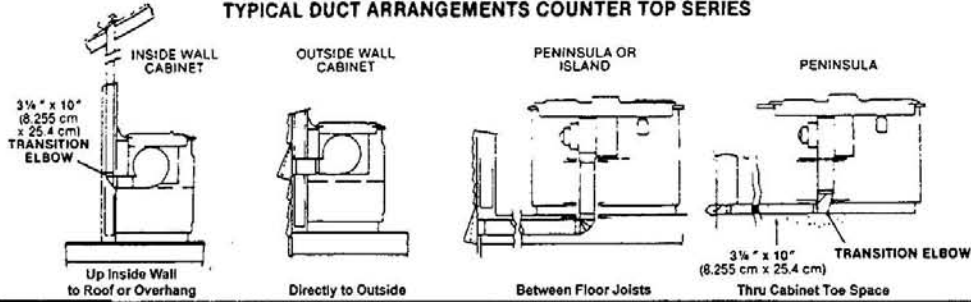 TYPICAL DUCT ARRANGEMENTS COUNTER TOP SERIES
INSIDE WALL
CABINET
3¼" x 10"
(8.255 cm
x 25.4 cm)
TRANSITION
ELBOW
Up Inside Wall
to Roof or Overhang
OUTSIDE WALL
CABINET
Directly to Outside
PENINSULA OR
ISLAND
Between Floor Joists
PENINSULA
3¼" x 10"
(8.255 cm x 25.4 cm)
TRANSITION ELBOW
Thru Cabinet Toe Space